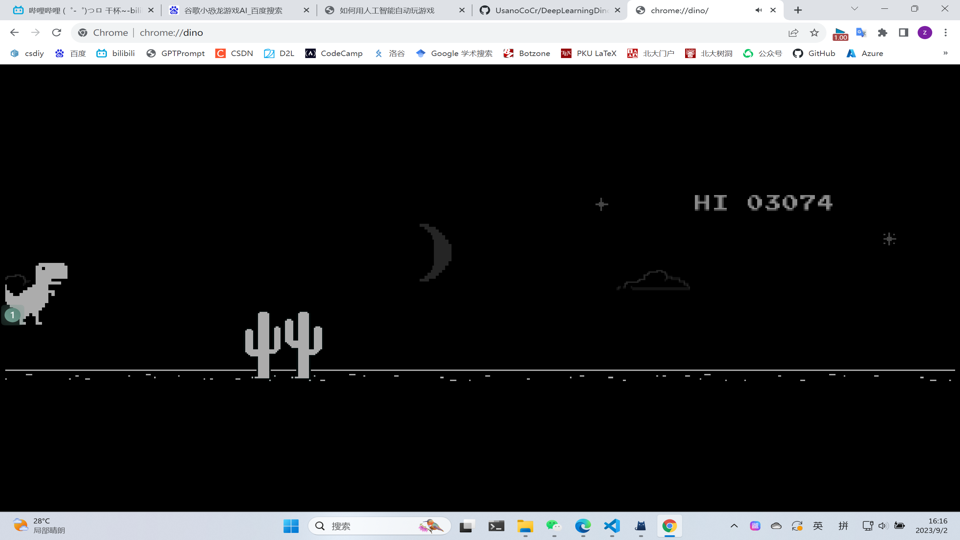 哔哩哔哩 (゜-゜)つロ 干杯~-bili
谷歌小恐龙游戏AI_百度搜索
如何用人工智能自动玩游戏
UsanoCoCr/DeepLearningDin
chrome://dino/
Chrome | chrome://dino
1.00
z
csdiy
百度
bilibili
GPTPrompt
CSDN
D2L
CodeCamp
洛谷
Google 学术搜索
Botzone
PKU LaTeX
北大门户
北大树洞
公众号
GitHub
Azure
»
HI 03074
1
28°C
局部晴朗
搜索
英
拼
16:16
2023/9/2